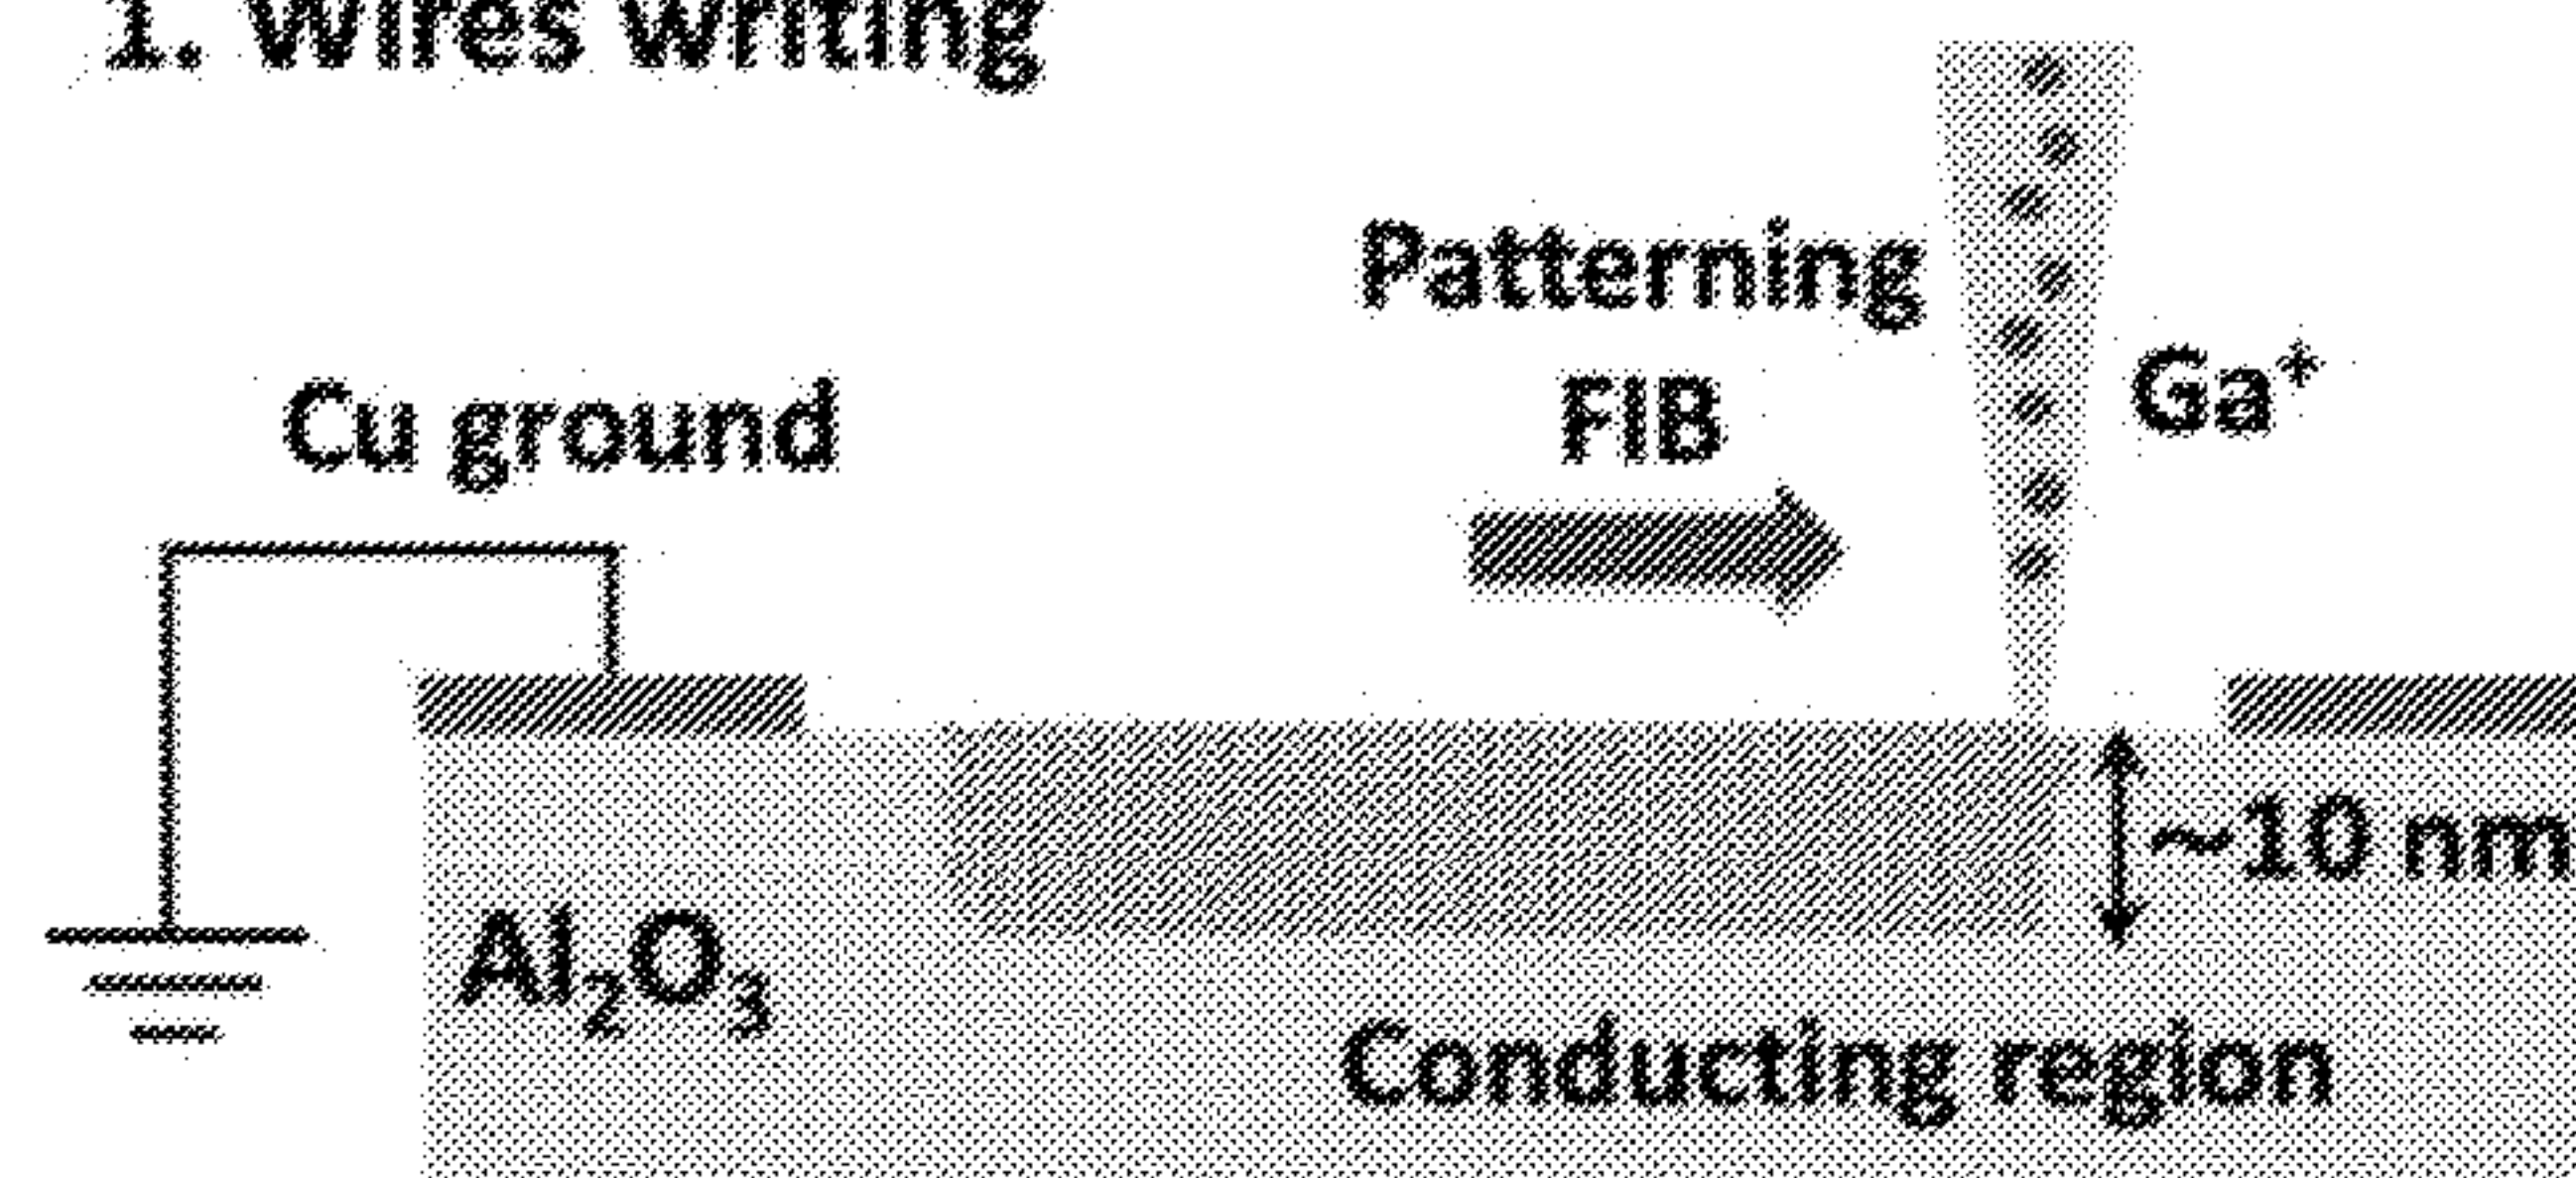 1. Wires writing
Patterning
FIB
Ga⁺
Cu ground
~10 nm
Al₂O₃
Conducting region